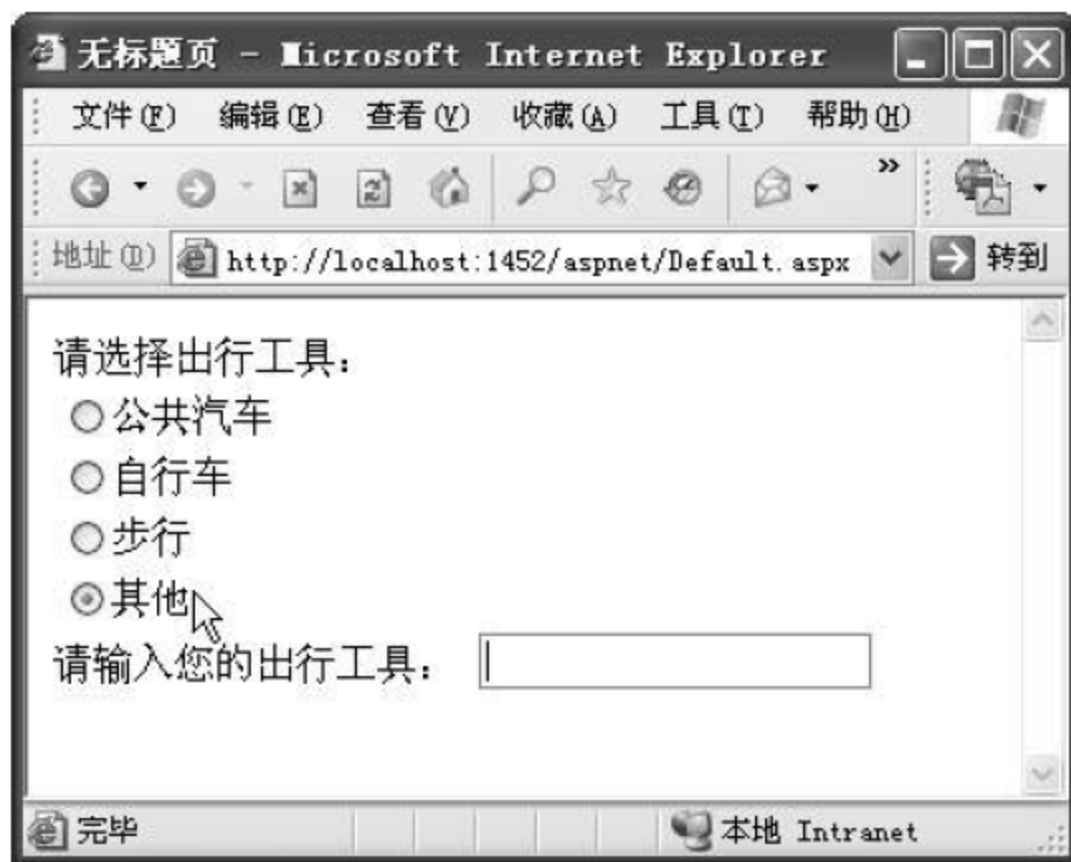 无标题页 - Microsoft Internet Explorer
文件(F) 编辑(E) 查看(V) 收藏(A) 工具(T) 帮助(H)
地址(D) http://localhost:1452/aspnet/Default.aspx 转到
请选择出行工具：
公共汽车
自行车
步行
其他
请输入您的出行工具：
完毕 本地 Intranet